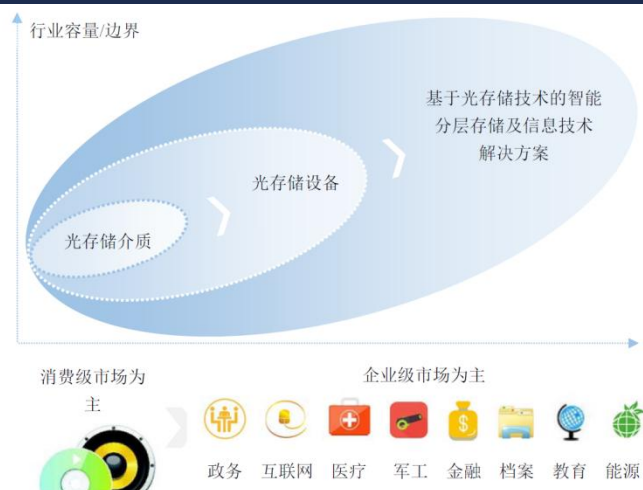 行业容量/边界
基于光存储技术的智能
分层存储及信息技术
解决方案
光存储设备
光存储介质
消费级市场为
主
企业级市场为主
政务 互联网 医疗 军工 金融 档案 教育 能源